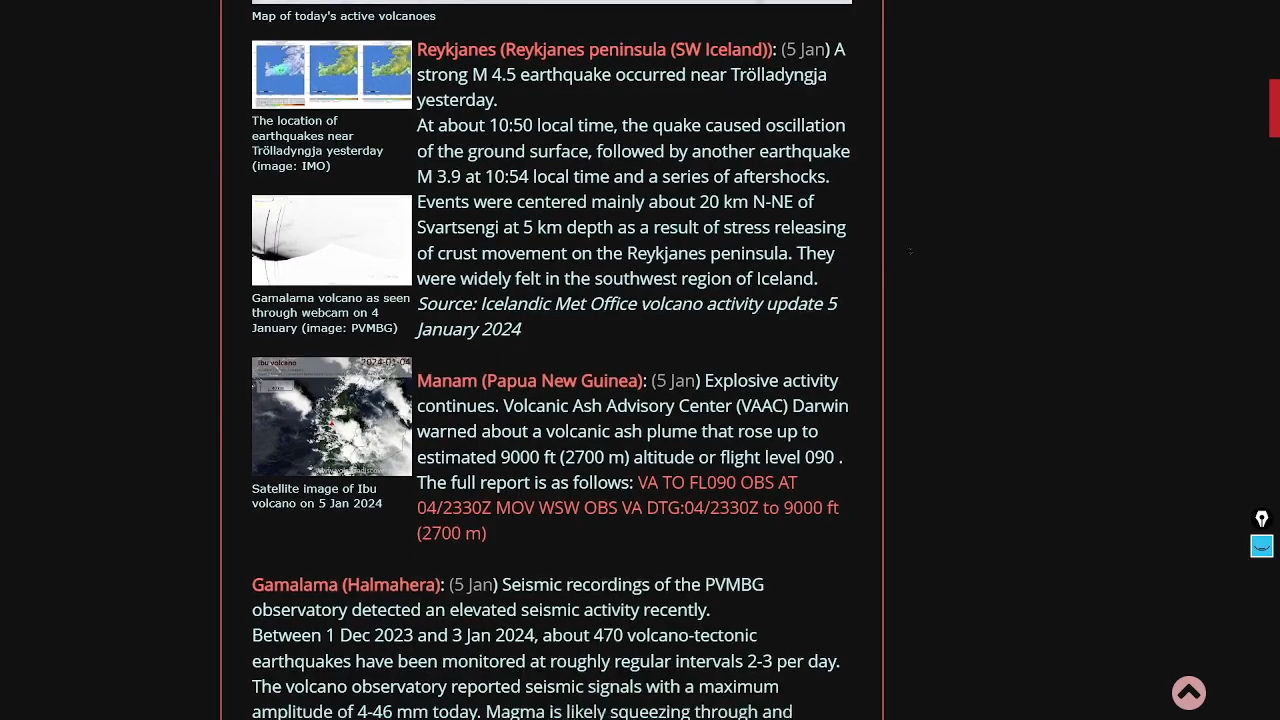 Map of today's active volcanoes
Reykjanes (Reykjanes peninsula (SW Iceland)): (5 Jan) A
strong M 4.5 earthquake occurred near Trölladyngja
yesterday.
At about 10:50 local time, the quake caused oscillation
of the ground surface, followed by another earthquake
M 3.9 at 10:54 local time and a series of aftershocks.
Events were centered mainly about 20 km N-NE of
Svartsengi at 5 km depth as a result of stress releasing
of crust movement on the Reykjanes peninsula. They
were widely felt in the southwest region of Iceland.
Source: Icelandic Met Office volcano activity update 5
January 2024
The location of
earthquakes near
Trölladyngja yesterday
(image: IMO)
Gamalama volcano as seen
through webcam on 4
January (image: PVMBG)
Ibu volcano 2024-01-04
Satellite image of Ibu
volcano on 5 Jan 2024
Manam (Papua New Guinea): (5 Jan) Explosive activity
continues. Volcanic Ash Advisory Center (VAAC) Darwin
warned about a volcanic ash plume that rose up to
estimated 9000 ft (2700 m) altitude or flight level 090 .
The full report is as follows: VA TO FL090 OBS AT
04/2330Z MOV WSW OBS VA DTG:04/2330Z to 9000 ft
(2700 m)
Gamalama (Halmahera): (5 Jan) Seismic recordings of the PVMBG
observatory detected an elevated seismic activity recently.
Between 1 Dec 2023 and 3 Jan 2024, about 470 volcano-tectonic
earthquakes have been monitored at roughly regular intervals 2-3 per day.
The volcano observatory reported seismic signals with a maximum
amplitude of 4-46 mm today. Magma is likely squeezing through and